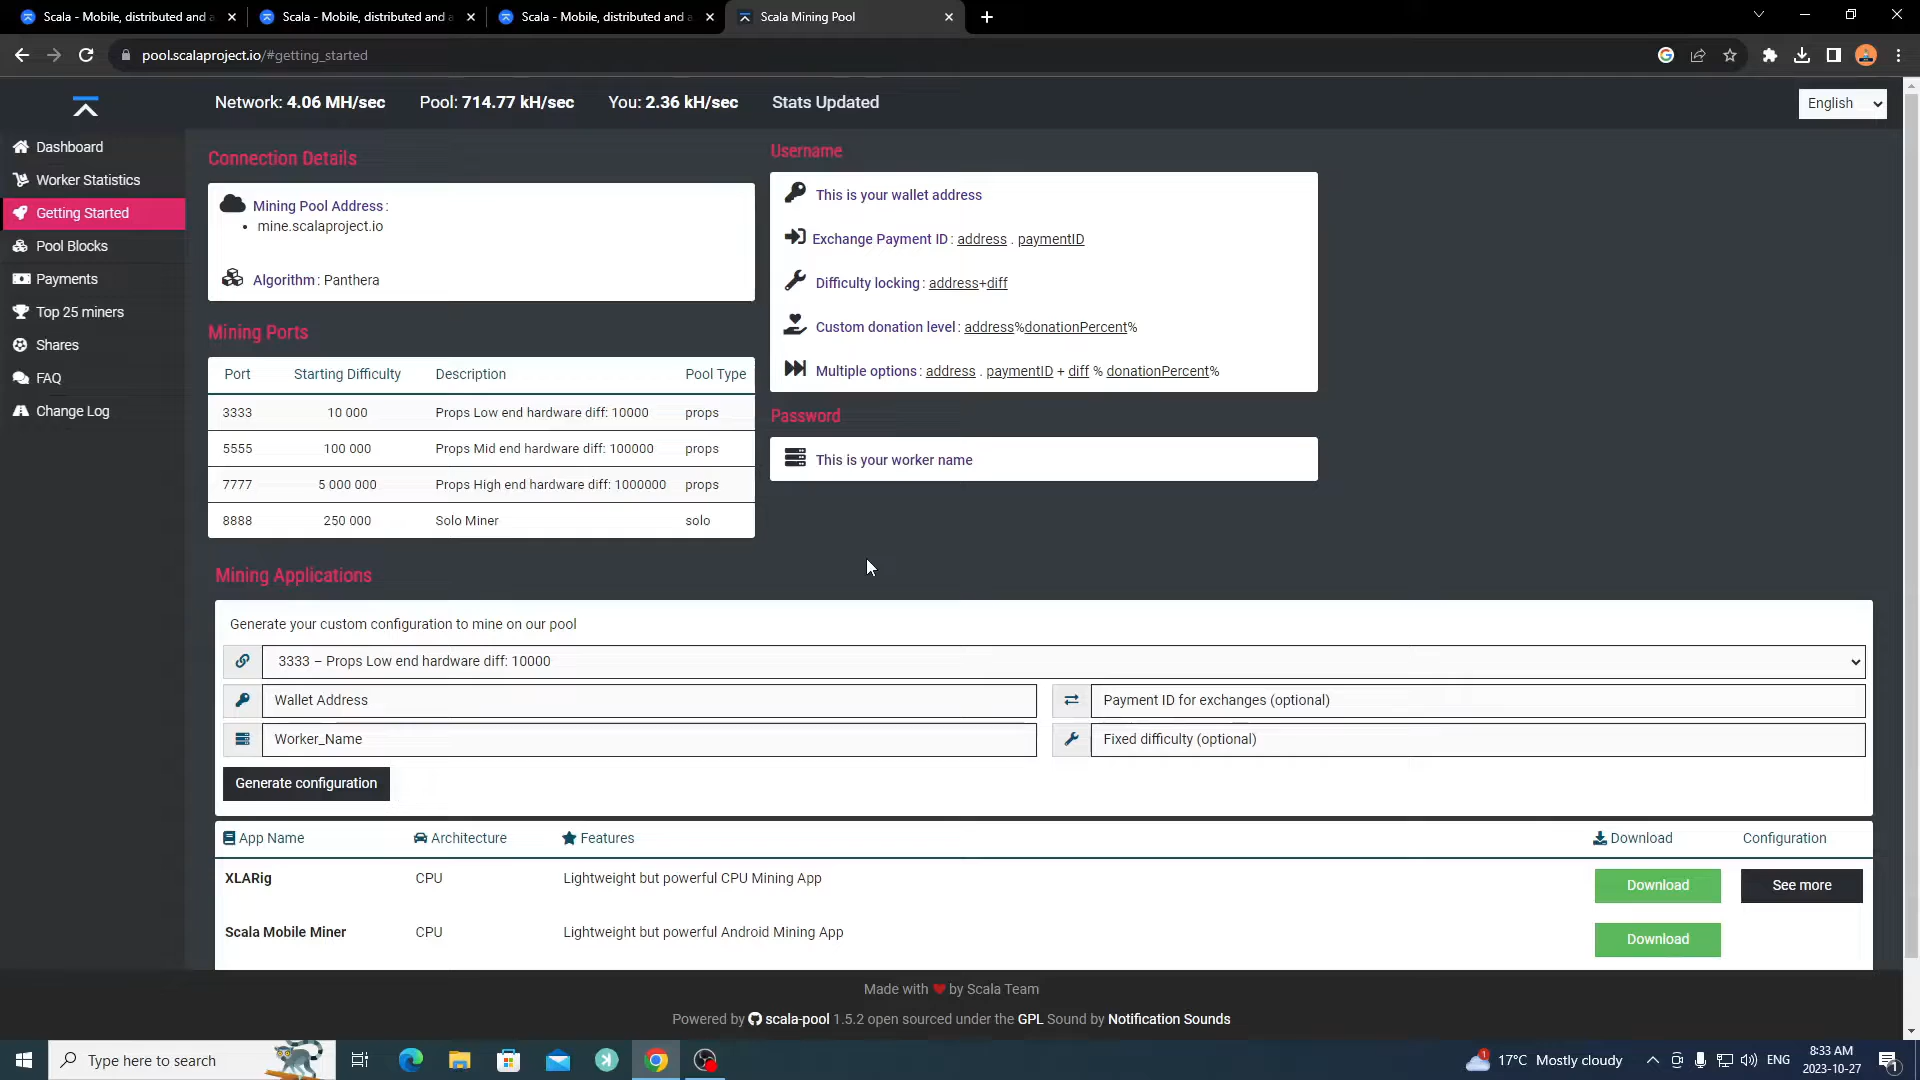 Scala - Mobile, distributed and a
Scala - Mobile, distributed and a
Scala - Mobile, distributed and a
Scala Mining Pool
pool.scalaproject.io/#getting_started
Network: 4.06 MH/sec
Pool: 714.77 kH/sec
You: 2.36 kH/sec
Stats Updated
English
Dashboard
Worker Statistics
Getting Started
Pool Blocks
Payments
Top 25 miners
Shares
FAQ
Change Log
Connection Details
Mining Pool Address :
• mine.scalaproject.io
Algorithm : Panthera
Mining Ports
Port Starting Difficulty Description Pool Type
3333 10 000 Props Low end hardware diff: 10000 props
5555 100 000 Props Mid end hardware diff: 100000 props
7777 5 000 000 Props High end hardware diff: 1000000 props
8888 250 000 Solo Miner solo
Username
This is your wallet address
Exchange Payment ID : address . paymentID
Difficulty locking : address+diff
Custom donation level : address%donationPercent%
Multiple options : address . paymentID + diff % donationPercent%
Password
This is your worker name
Mining Applications
Generate your custom configuration to mine on our pool
3333 – Props Low end hardware diff: 10000
Wallet Address
Payment ID for exchanges (optional)
Worker_Name
Fixed difficulty (optional)
Generate configuration
App Name Architecture Features Download Configuration
XLARig CPU Lightweight but powerful CPU Mining App Download See more
Scala Mobile Miner CPU Lightweight but powerful Android Mining App Download
Made with ❤ by Scala Team
Powered by scala-pool 1.5.2 open sourced under the GPL Sound by Notification Sounds
Type here to search
1
17°C Mostly cloudy
ENG
8:33 AM
2023-10-27
1